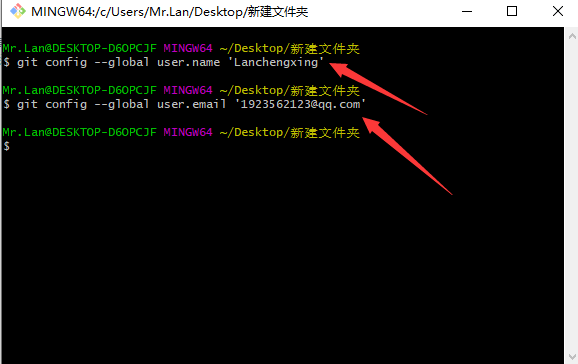 MINGW64:/c/Users/Mr.Lan/Desktop/新建文件夹
Mr.Lan@DESKTOP-D6OPCJF MINGW64 ~/Desktop/新建文件夹
$ git config --global user.name 'Lanchengxing'
Mr.Lan@DESKTOP-D6OPCJF MINGW64 ~/Desktop/新建文件夹
$ git config --global user.email '1923562123@qq.com'
Mr.Lan@DESKTOP-D6OPCJF MINGW64 ~/Desktop/新建文件夹
$